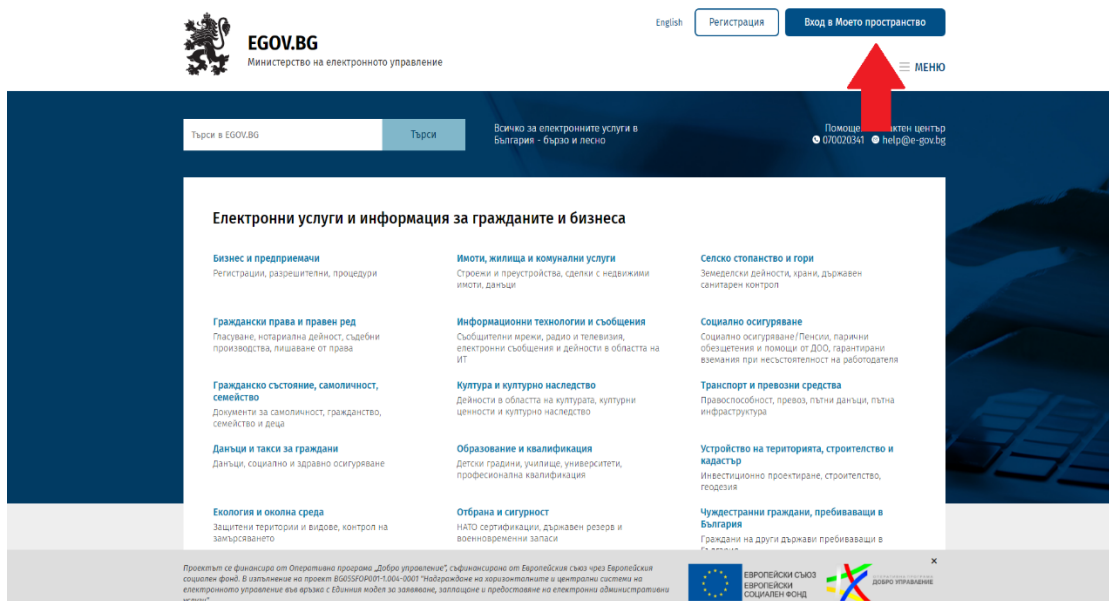 English
Регистрация
Вход в Моето пространство
EGOV.BG
Министерство на електронното управление
МЕНЮ
Търси в EGOV.BG
Търси
Всичко за електронните услуги в
България - бързо и лесно
център
070020341 help@e-gov.bg
Електронни услуги и информация за гражданите и бизнеса
Бизнес и предприемачи
Регистрации, разрешителни, процедури
Имоти, жилища и комунални услуги
Строежи и преустройства, сделки с недвижими
имоти, данъци
Селско стопанство и гори
Земеделски дейности, храни, държавен
санитарен контрол
Граждански права и правен ред
Гласуване, нотариална дейност, съдебни
производства, лишаване от права
Информационни технологии и съобщения
Съобщителни мрежи, радио и телевизия,
електронни съобщения и дейности в областта на
ИТ
Социално осигуряване
Социално осигуряване/Пенсии, парични
обезщетения и помощи от ДОО, гарантирани
вземания при несъстоятелност на работодателя
Гражданско състояние, самоличност,
семейство
Документи за самоличност, гражданство,
семейство и деца
Култура и културно наследство
Дейности в областта на културата, културни
ценности и културно наследство
Транспорт и превозни средства
Правоспособност, превоз, пътни данъци, пътна
инфраструктура
Данъци и такси за граждани
Данъци, социално и здравно осигуряване
Образование и квалификация
Детски градини, училище, университети,
професионална квалификация
Устройство на територията, строителство и
кадастър
Инвестиционно проектиране, строителство,
геодезия
Екология и околна среда
Защитени територии и видове, контрол на
замърсяването
Отбрана и сигурност
НАТО сертификации, държавен резерв и
военновременни запаси
Чуждестранни граждани, пребиваващи в
България
Граждани на други държави пребиваващи в
Проектът се финансира от Оперативна програма „Добро управление", съфинансирана от Европейския съюз чрез Европейския
социален фонд. В изпълнение на проект BG05SFOP001-1.004-0001 "Надграждане на хоризонталните и централни системи на
електронното управление във връзка с Единния модел за заявяване, заплащане и предоставяне на електронни административни
услуги"
ЕВРОПЕЙСКИ СЪЮЗ
ЕВРОПЕЙСКИ
СОЦИАЛЕН ФОНД
ДОБРО УПРАВЛЕНИЕ